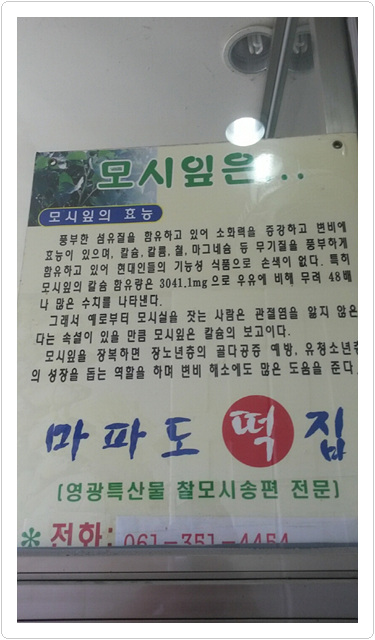 모시잎은...
모시잎의 효능
풍부한 섬유질을 함유하고 있어 소화력을 증강하고 변비에
효능이 있으며, 칼슘, 칼륨, 철, 마그네슘 등 무기질을 풍부하게
함유하고 있어 현대인들의 기능성 식품으로 손색이 없다. 특히
모시잎의 칼슘 함유량은 3041.1mg으로 우유에 비해 무려 48배
나 많은 수치를 나타낸다.
그래서 예로부터 모시실을 잣는 사람은 관절염을 앓지 않은
다는 속설이 있을 만큼 모시잎은 칼슘의 보고이다.
모시잎을 장복하면 장노년층의 골다공증 예방, 유청소년층
의 성장을 돕는 역할을 하며 변비 해소에도 많은 도움을 준다.
마파도 떡 집
(영광특산물 찰모시송편 전문)
* 전화: 061-351-4454